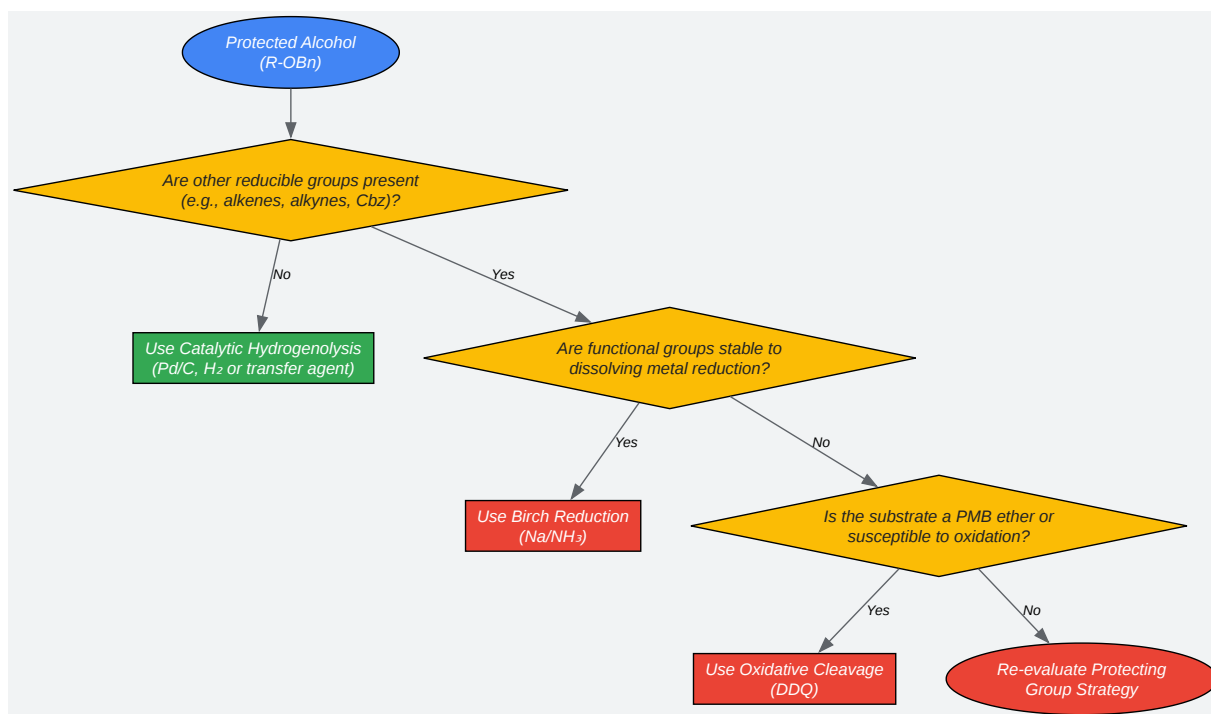 Protected Alcohol
(R-OBn)
Are other reducible groups present
(e.g., alkenes, alkynes, Cbz)?
No
Yes
Use Catalytic Hydrogenolysis
(Pd/C, H₂ or transfer agent)
Are functional groups stable to
dissolving metal reduction?
Yes
No
Use Birch Reduction
(Na/NH₃)
Is the substrate a PMB ether or
susceptible to oxidation?
Yes
No
Use Oxidative Cleavage
(DDQ)
Re-evaluate Protecting
Group Strategy